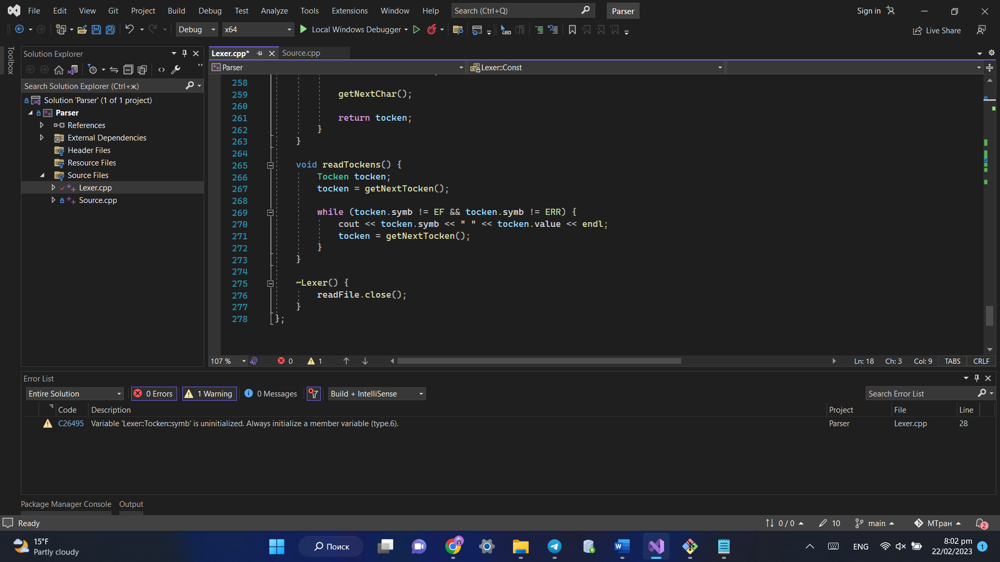 File Edit View Git Project Build Debug Test Analyze Tools Extensions Window Help Search (Ctrl+Q) Parser Sign in
Debug x64 Local Windows Debugger Live Share
Toolbox
Solution Explorer
Search Solution Explorer (Ctrl+ж)
Solution 'Parser' (1 of 1 project)
Parser
References
External Dependencies
Header Files
Resource Files
Source Files
Lexer.cpp
Source.cpp
Lexer.cpp* Source.cpp
Parser Lexer::Const
258
259 getNextChar();
260
261 return tocken;
262 }
263 }
264
265 void readTockens() {
266 Tocken tocken;
267 tocken = getNextTocken();
268
269 while (tocken.symb != EF && tocken.symb != ERR) {
270 cout << tocken.symb << " " << tocken.value << endl;
271 tocken = getNextTocken();
272 }
273 }
274
275 ~Lexer() {
276 readFile.close();
277 }
278 };
107 % 0 1 Ln: 18 Ch: 3 Col: 9 TABS CRLF
Error List
Entire Solution 0 Errors 1 Warning 0 Messages Build + IntelliSense Search Error List
Code Description Project File Line
C26495 Variable 'Lexer::Tocken::symb' is uninitialized. Always initialize a member variable (type.6). Parser Lexer.cpp 28
Package Manager Console Output
Ready 0 / 0 10 main МТран 2
15°F
Partly cloudy
Поиск
ENG
8:02 pm
22/02/2023
1